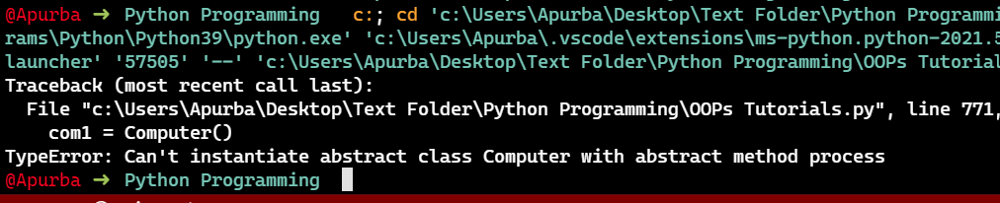 @Apurba ➜ Python Programming c:; cd 'c:\Users\Apurba\Desktop\Text Folder\Python Programmi
rams\Python\Python39\python.exe' 'c:\Users\Apurba\.vscode\extensions\ms-python.python-2021.5
launcher' '57505' '--' 'c:\Users\Apurba\Desktop\Text Folder\Python Programming\OOPs Tutorial
Traceback (most recent call last):
File "c:\Users\Apurba\Desktop\Text Folder\Python Programming\OOPs Tutorials.py", line 771,
com1 = Computer()
TypeError: Can't instantiate abstract class Computer with abstract method process
@Apurba ➜ Python Programming